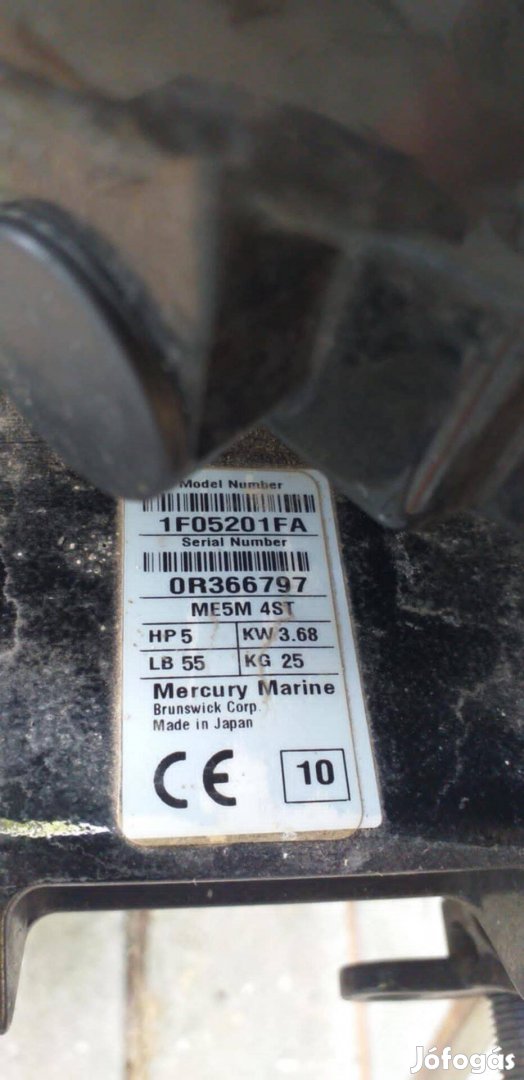 Model Number
1F05201FA
Serial Number
0R366797
ME5M 4ST
HP 5 KW 3.68
LB 55 KG 25
Mercury Marine
Brunswick Corp.
Made in Japan
CE 10
Jófogás